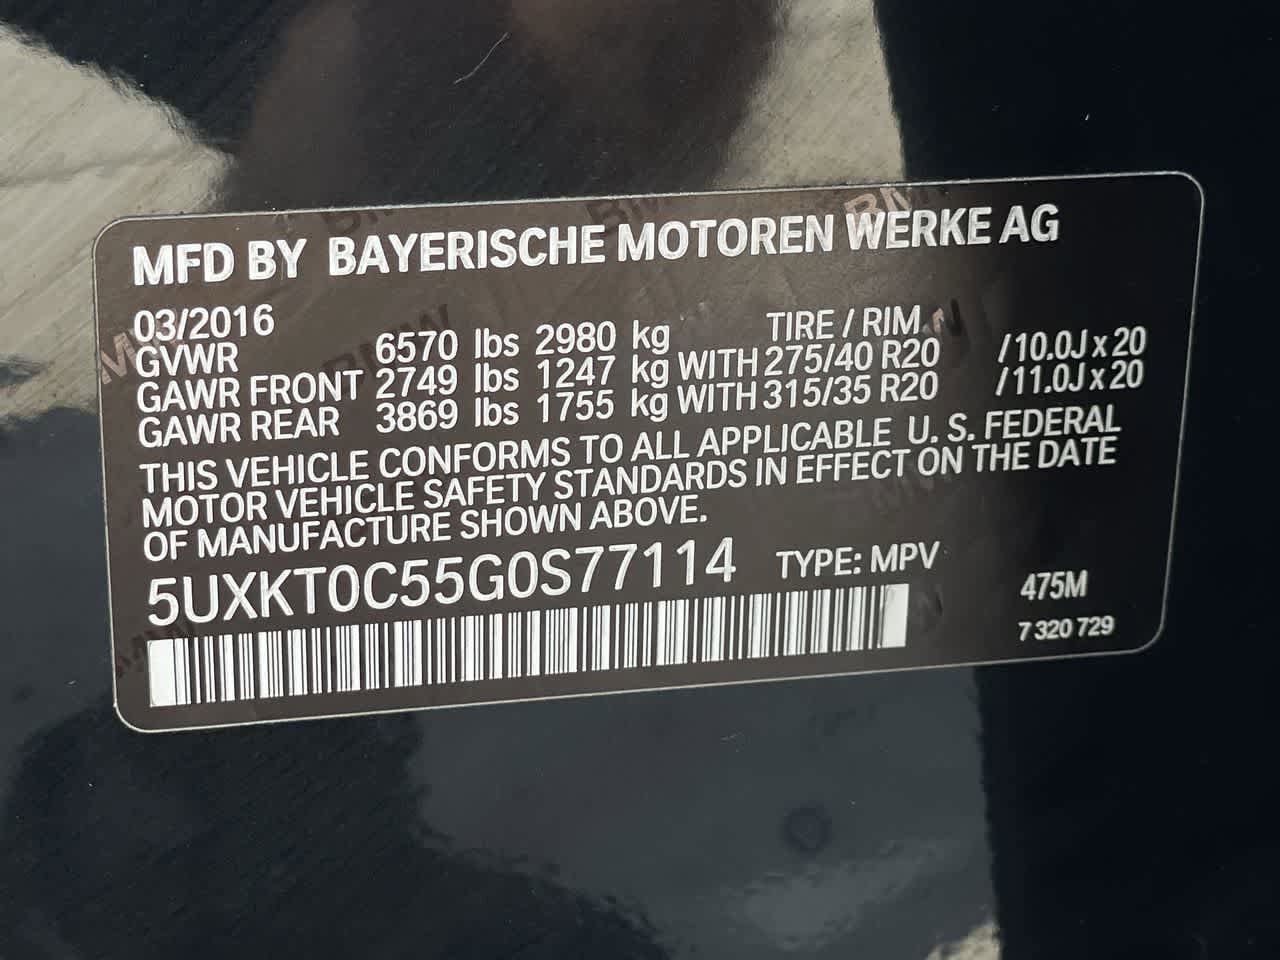 MFD BY BAYERISCHE MOTOREN WERKE AG
03/2016 TIRE / RIM
GVWR 6570 lbs 2980 kg
GAWR FRONT 2749 lbs 1247 kg WITH 275/40 R20 /10.0J x 20
GAWR REAR 3869 lbs 1755 kg WITH 315/35 R20 /11.0J x 20
THIS VEHICLE CONFORMS TO ALL APPLICABLE U. S. FEDERAL
MOTOR VEHICLE SAFETY STANDARDS IN EFFECT ON THE DATE
OF MANUFACTURE SHOWN ABOVE.
5UXKT0C55G0S77114 TYPE: MPV
475M
7 320 729